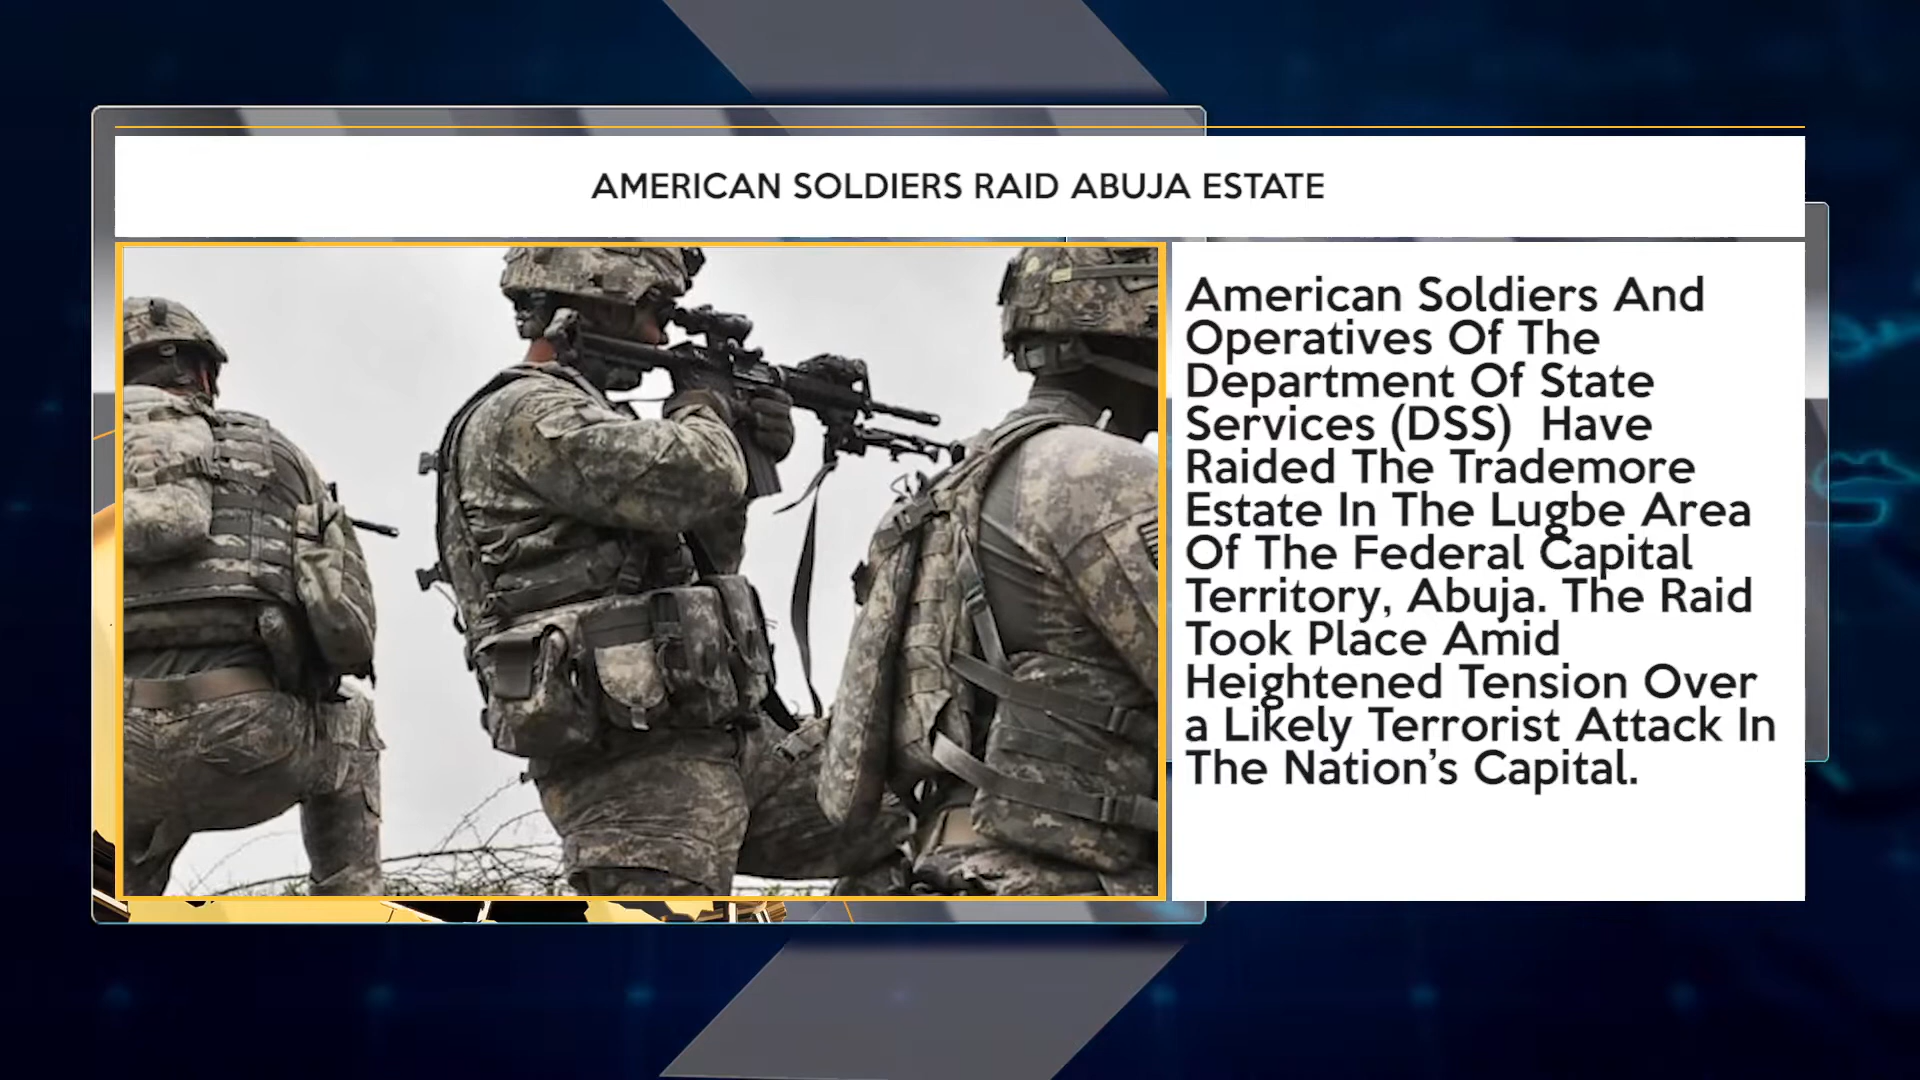 AMERICAN SOLDIERS RAID ABUJA ESTATE
American Soldiers And
Operatives Of The
Department Of State
Services (DSS)  Have
Raided The Trademore
Estate In The Lugbe Area
Of The Federal Capital
Territory, Abuja. The Raid
Took Place Amid
Heightened Tension Over
a Likely Terrorist Attack In
The Nation’s Capital.